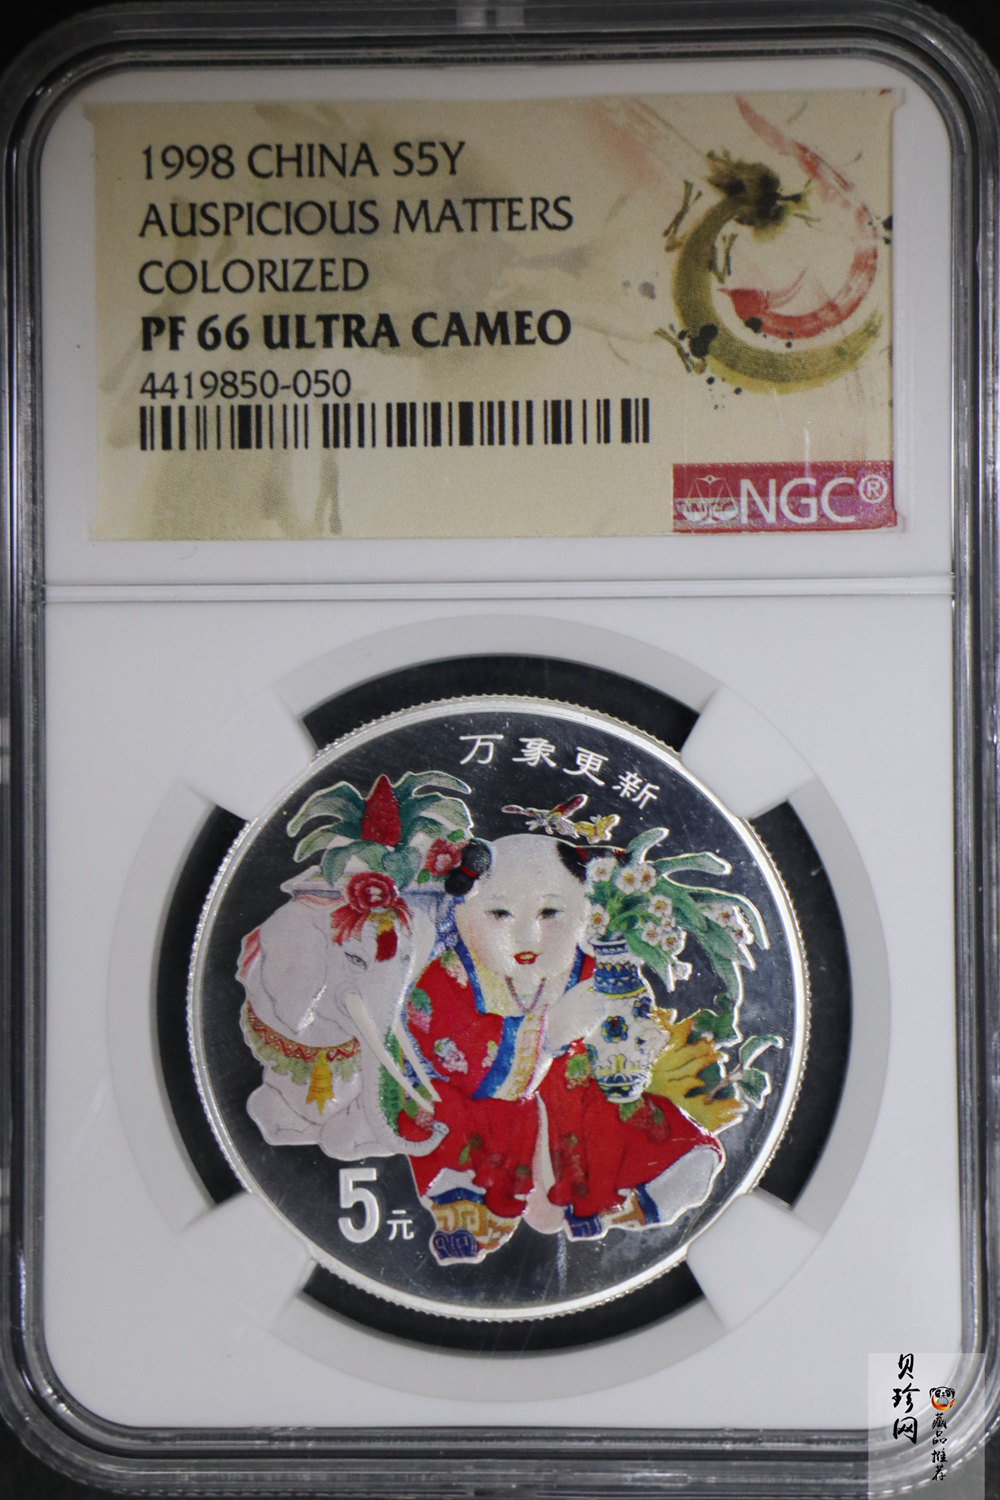 1998 CHINA S5Y
AUSPICIOUS MATTERS
COLORIZED
PF 66 ULTRA CAMEO
4419850-050
NGC®
万象更新
5元
贝珍网
藏品推荐